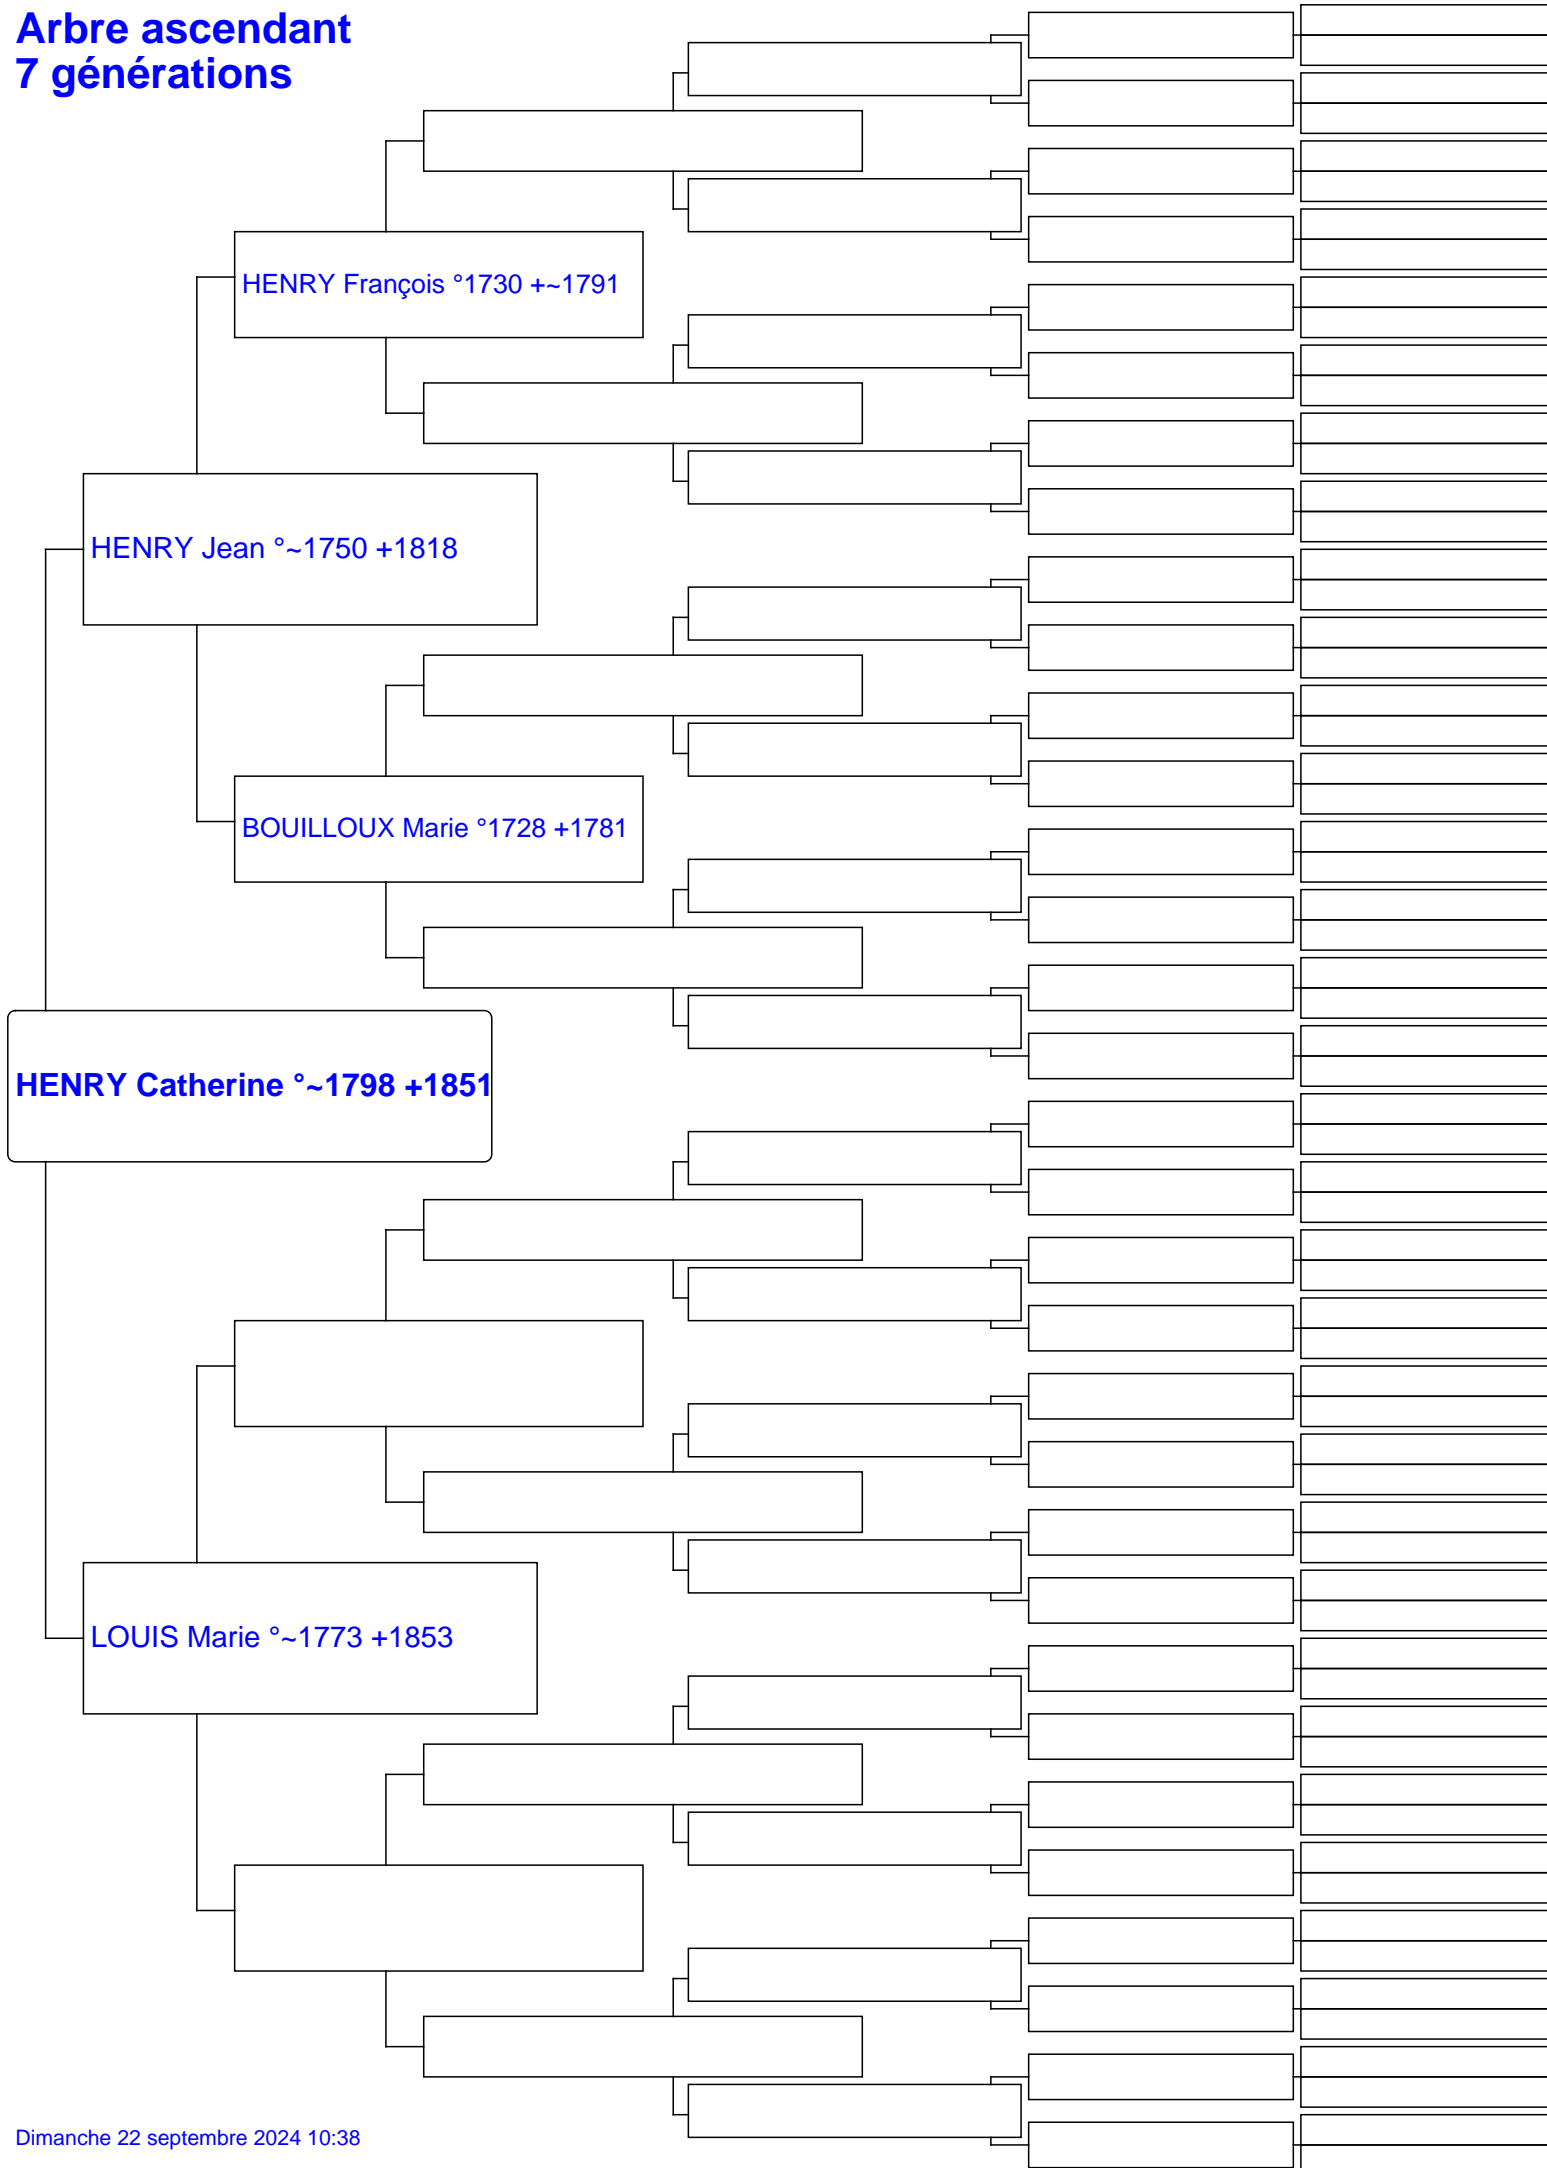 Arbre ascendant
7 générations
HENRY François °1730 +~1791
HENRY Jean °~1750 +1818
BOUILLOUX Marie °1728 +1781
HENRY Catherine °~1798 +1851
LOUIS Marie °~1773 +1853
Dimanche 22 septembre 2024 10:38